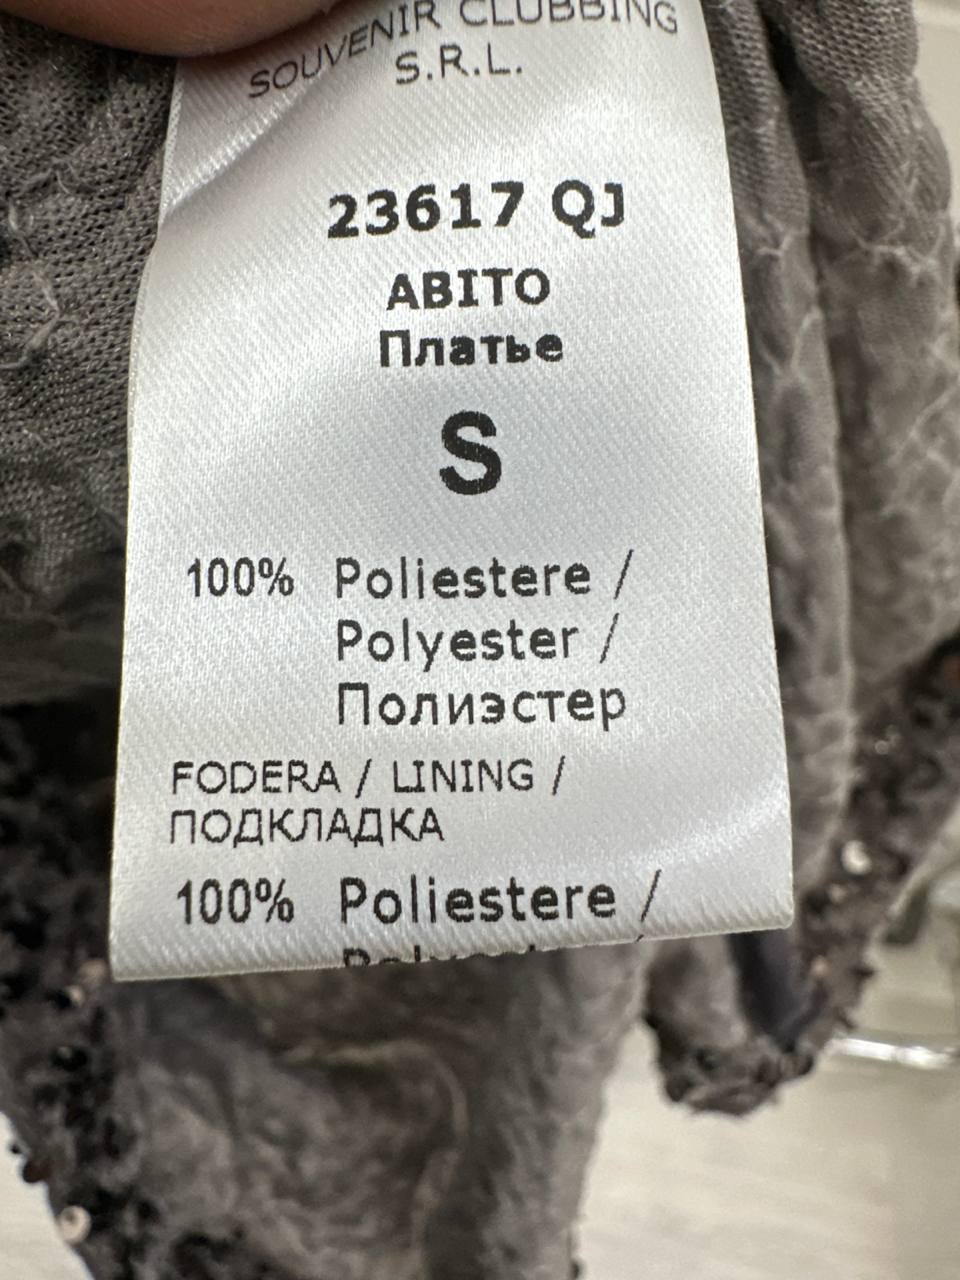 SOUVENIR CLUBBING
S.R.L.
23617 QJ
ABITO
Платье
S
100% Poliestere /
Polyester /
Полиэстер
FODERA / LINING /
ПОДКЛАДКА
100% Poliestere /